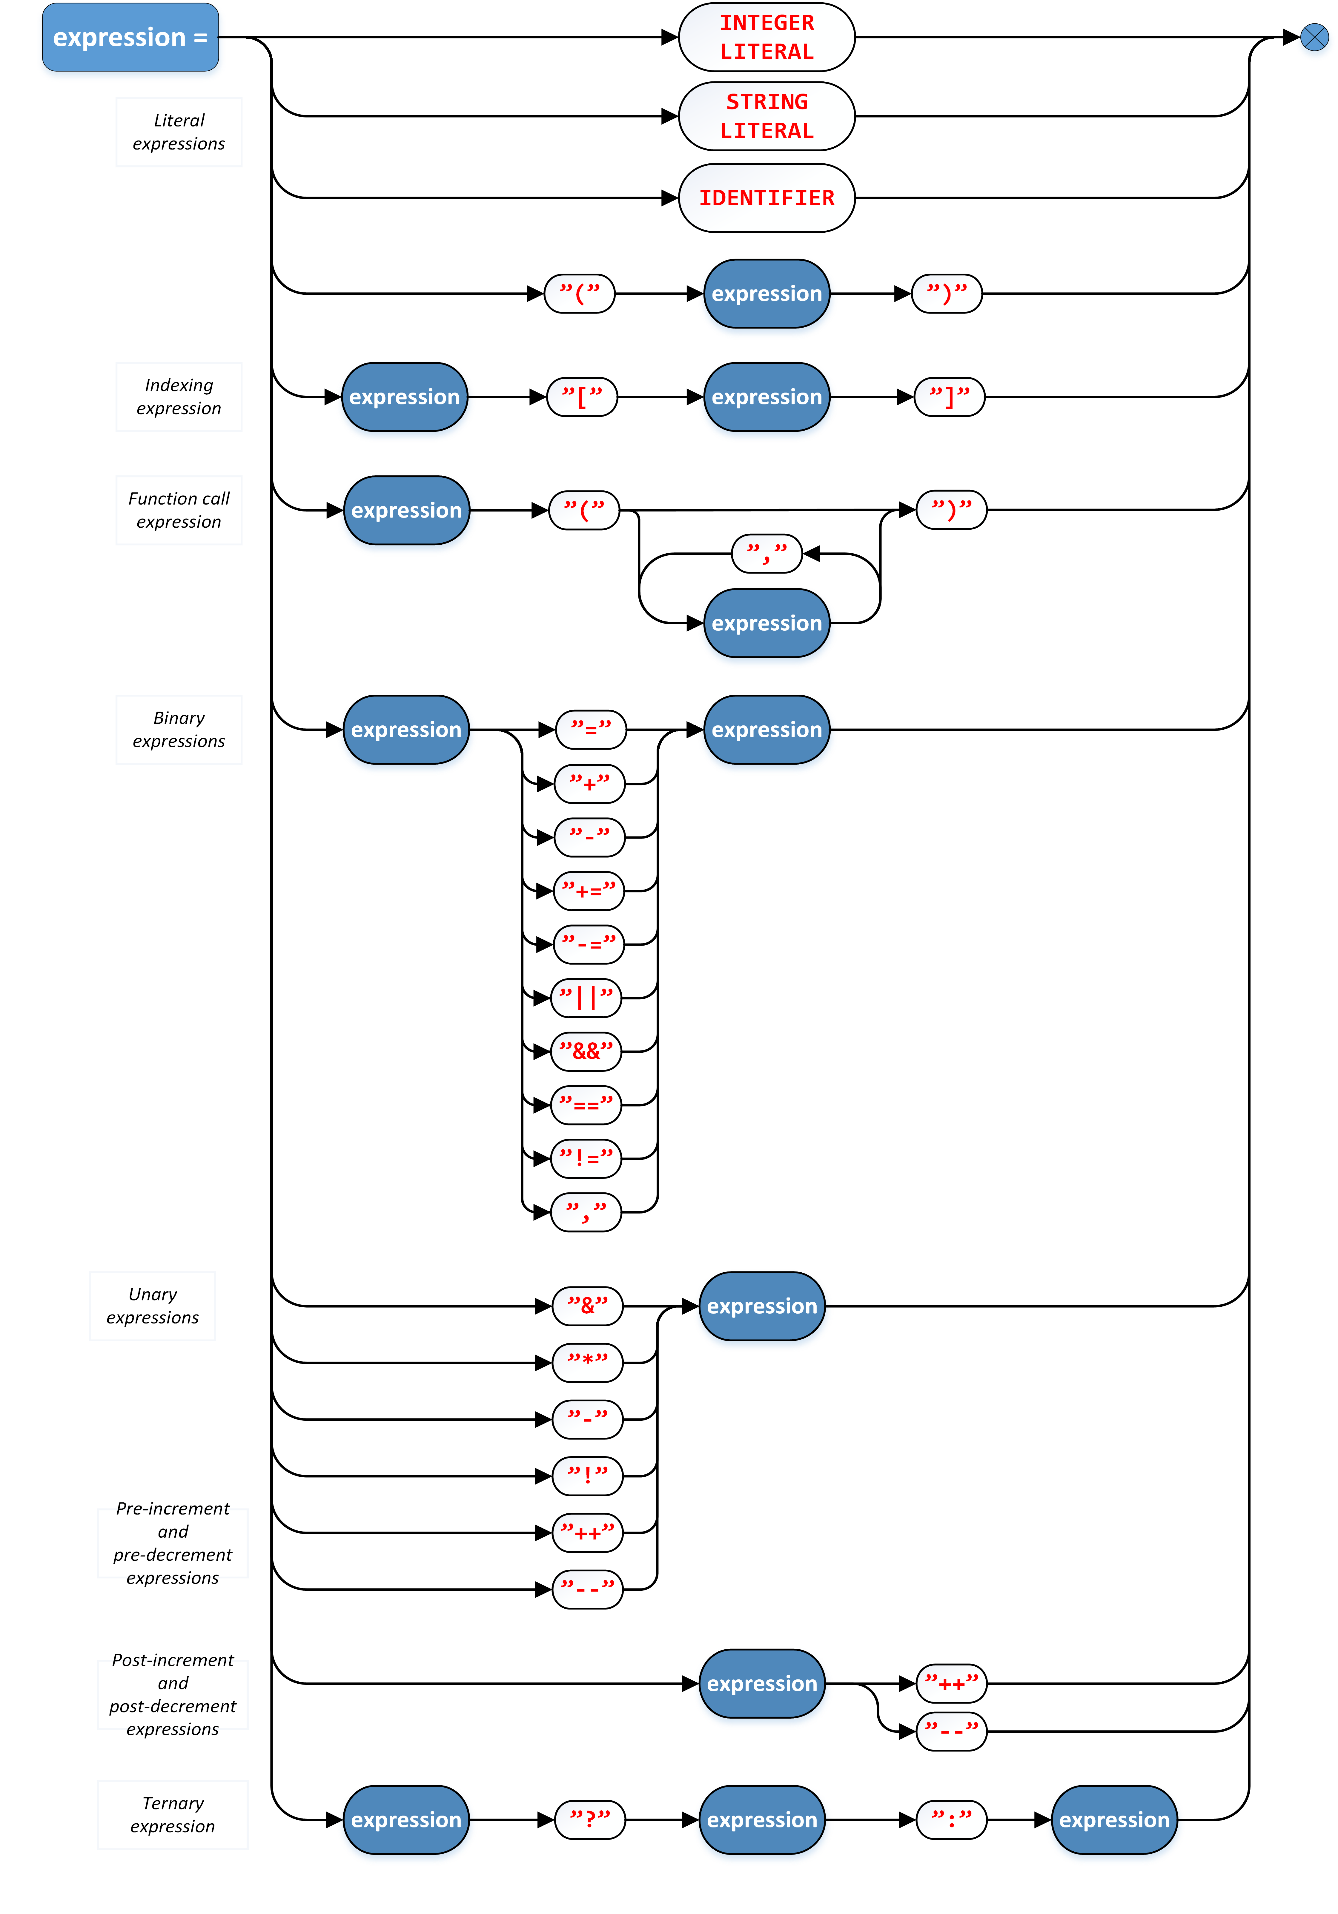 expression =
INTEGER
LITERAL
STRING
LITERAL
Literal
expressions
IDENTIFIER
”(” expression ”)”
Indexing
expression
expression ”[” expression ”]”
Function call
expression
expression ”(” ”)”
”,”
expression
Binary
expressions
expression ”=” expression
”+”
”-”
”+=”
”-=”
”||”
”&&”
”==”
”!=”
”,”
Unary
expressions
”&” expression
”*”
”-”
”!”
Pre-increment
and
pre-decrement
expressions
”++”
”--”
Post-increment
and
post-decrement
expressions
expression ”++”
”--”
Ternary
expression
expression ”?” expression ”:” expression